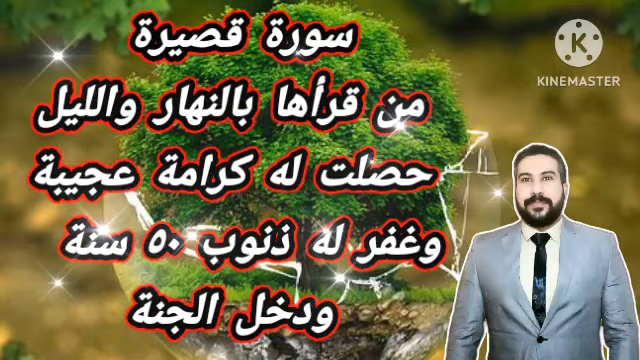 سورة قصيرة
KINEMASTER
من قرأها بالنهار والليل
حصلت له كرامة عجيبة
وغفر له ذنوب ٥٠ سنة
ودخل الجنة